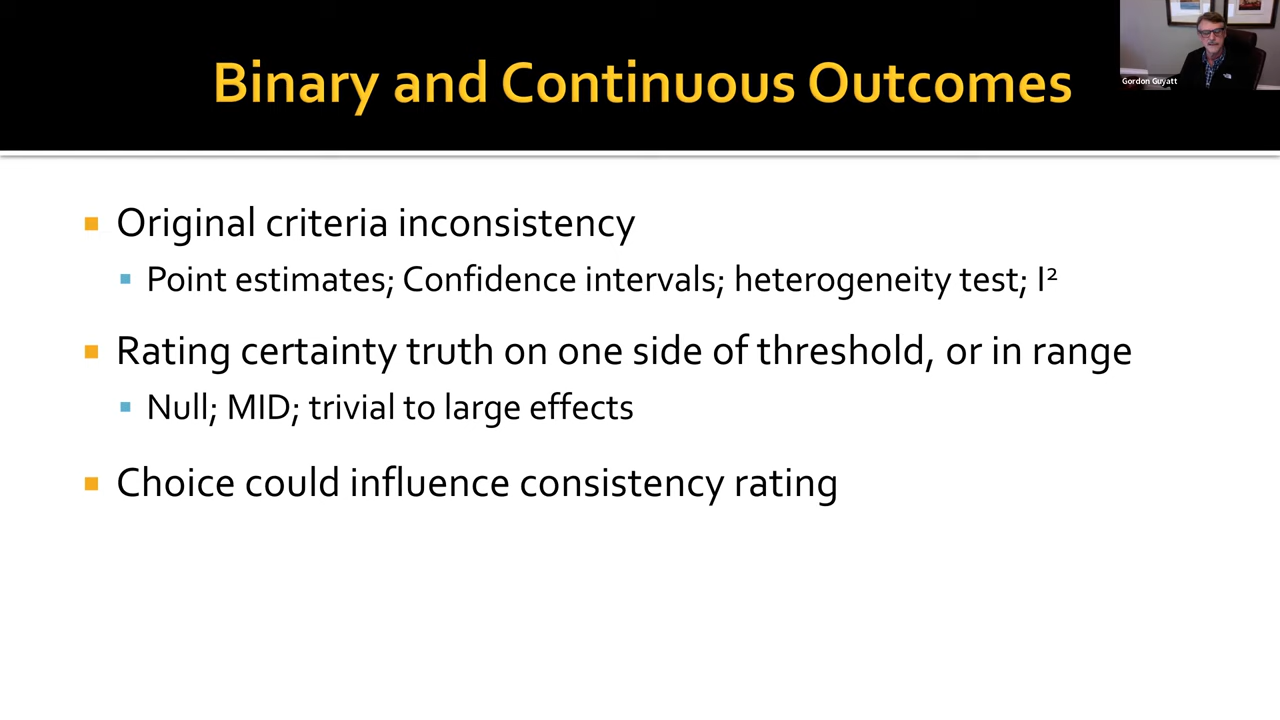 Binary and Continuous Outcomes
Gordon Guyatt
Original criteria inconsistency
Point estimates; Confidence intervals; heterogeneity test; I²
Rating certainty truth on one side of threshold, or in range
Null; MID; trivial to large effects
Choice could influence consistency rating